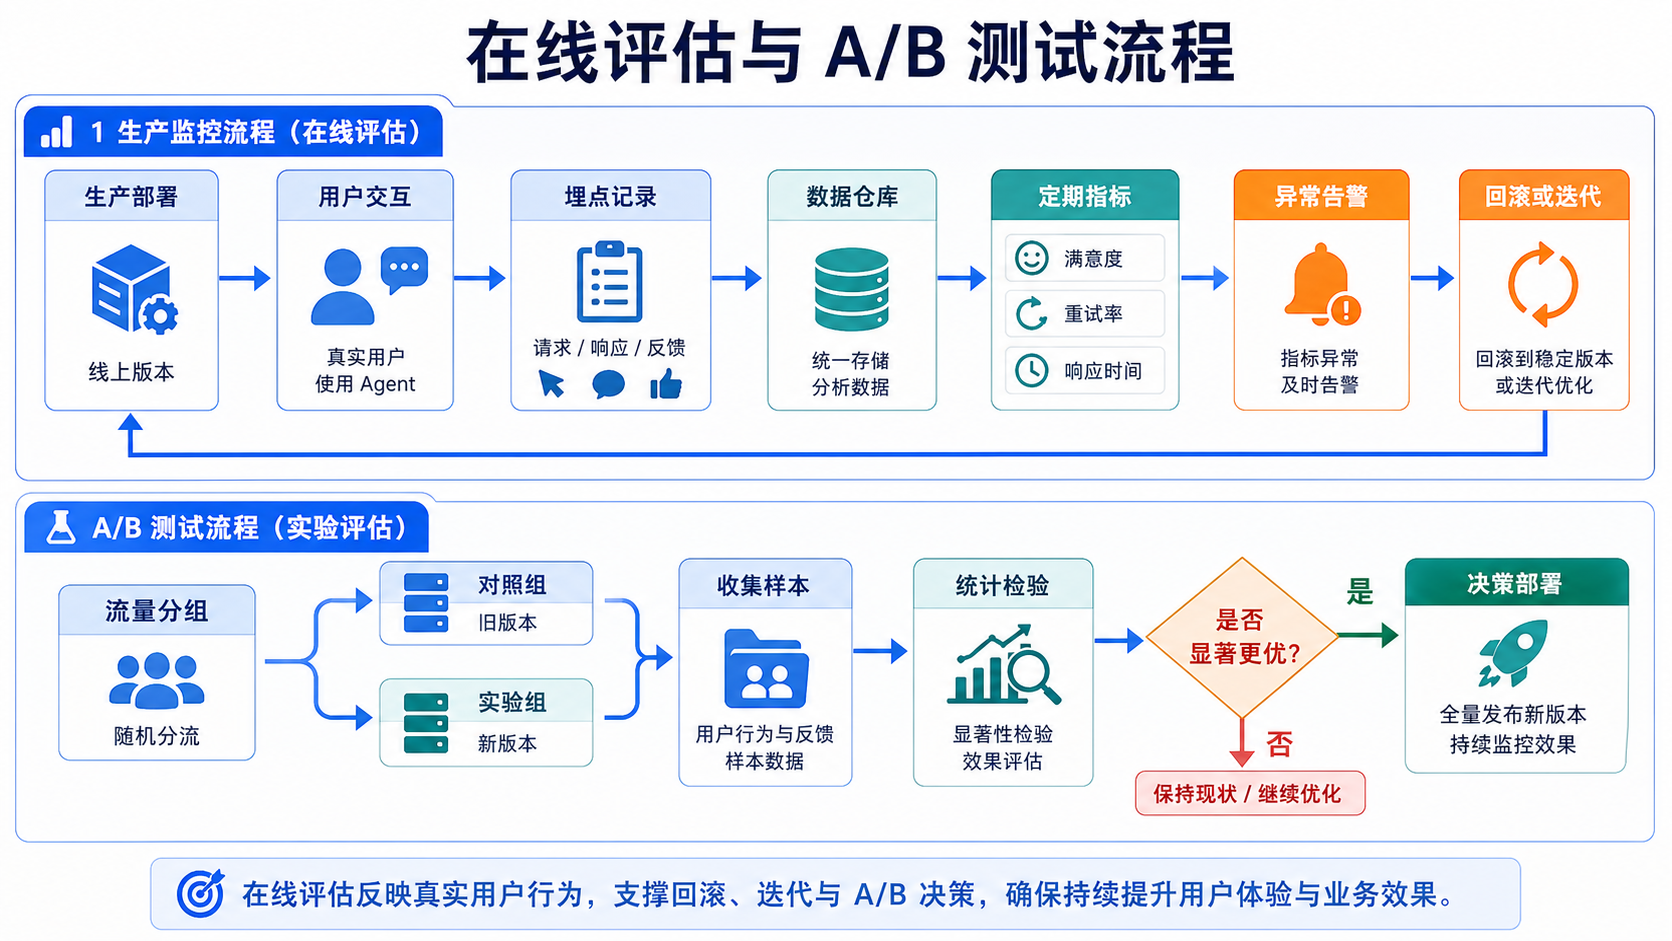 在线评估与 A/B 测试流程
1 生产监控流程（在线评估）
生产部署
线上版本
用户交互
真实用户
使用 Agent
埋点记录
请求 / 响应 / 反馈
数据仓库
统一存储
分析数据
定期指标
满意度
重试率
响应时间
异常告警
指标异常
及时告警
回滚或迭代
回滚到稳定版本
或迭代优化
A/B 测试流程（实验评估）
流量分组
随机分流
对照组
旧版本
实验组
新版本
收集样本
用户行为与反馈
样本数据
统计检验
显著性检验
效果评估
是否
显著更优?
是
否
保持现状 / 继续优化
决策部署
全量发布新版本
持续监控效果
在线评估反映真实用户行为，支撑回滚、迭代与 A/B 决策，确保持续提升用户体验与业务效果。